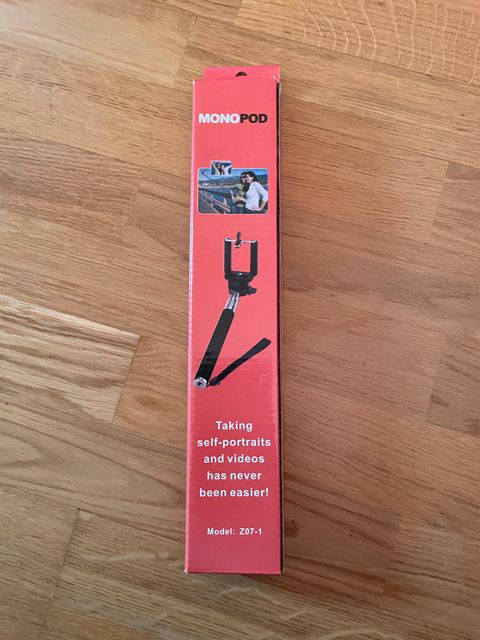 MONOPOD
Taking
self-portraits
and videos
has never
been easier!
Model: Z07-1